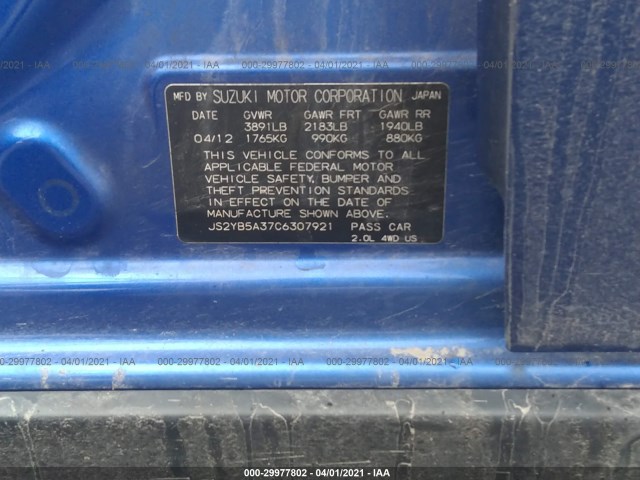 000-29977802 - 04/01/2021 - IAA
MFD BY SUZUKI MOTOR CORPORATION JAPAN
DATE GVWR GAWR FRT GAWR RR
3891LB 2183LB 1940LB
04/12 1765KG 990KG 880KG
THIS VEHICLE CONFORMS TO ALL
APPLICABLE FEDERAL MOTOR
VEHICLE SAFETY, BUMPER AND
THEFT PREVENTION STANDARDS
IN EFFECT ON THE DATE OF
MANUFACTURE SHOWN ABOVE.
JS2YB5A37C6307921 PASS CAR
2.0L 4WD US
000-29977802 - 04/01/2021 - IAA
000-29977802 - 04/01/2021 - IAA